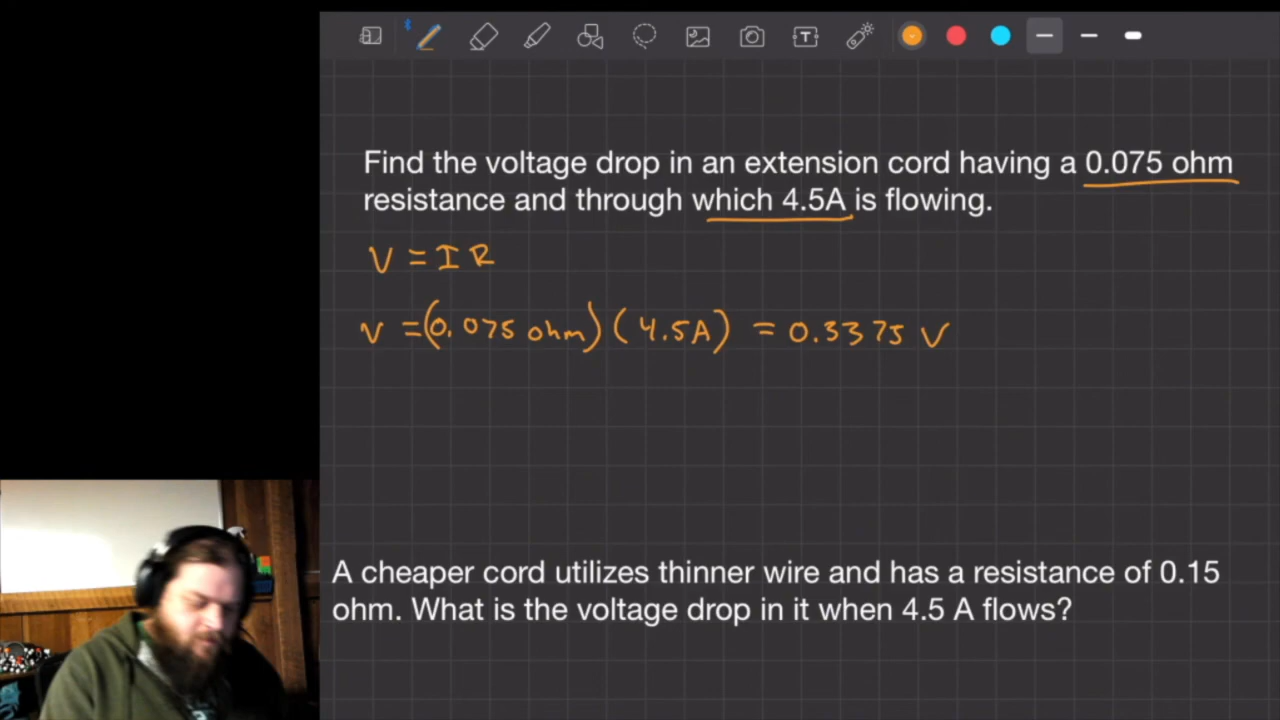 T
Find the voltage drop in an extension cord having a 0.075 ohm
resistance and through which 4.5A is flowing.
V = I R
V = (0.075 ohm) (4.5A) = 0.3375 V
A cheaper cord utilizes thinner wire and has a resistance of 0.15
ohm. What is the voltage drop in it when 4.5 A flows?